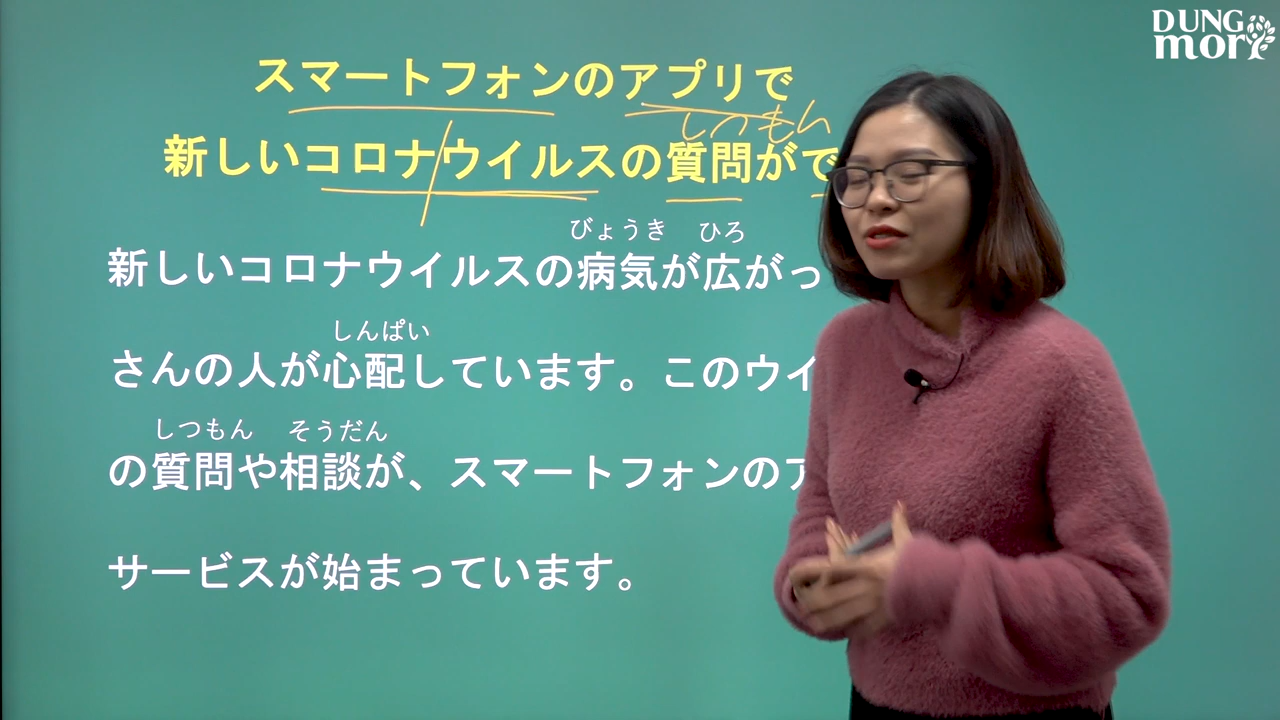 DUNG
mori
スマートフォンのアプリで
しつもん
新しいコロナウイルスの質問がで
びょうき ひろ
新しいコロナウイルスの病気が広がっ
しんぱい
さんの人が心配しています。このウイ
しつもん そうだん
の質問や相談が、スマートフォンのア
サービスが始まっています。